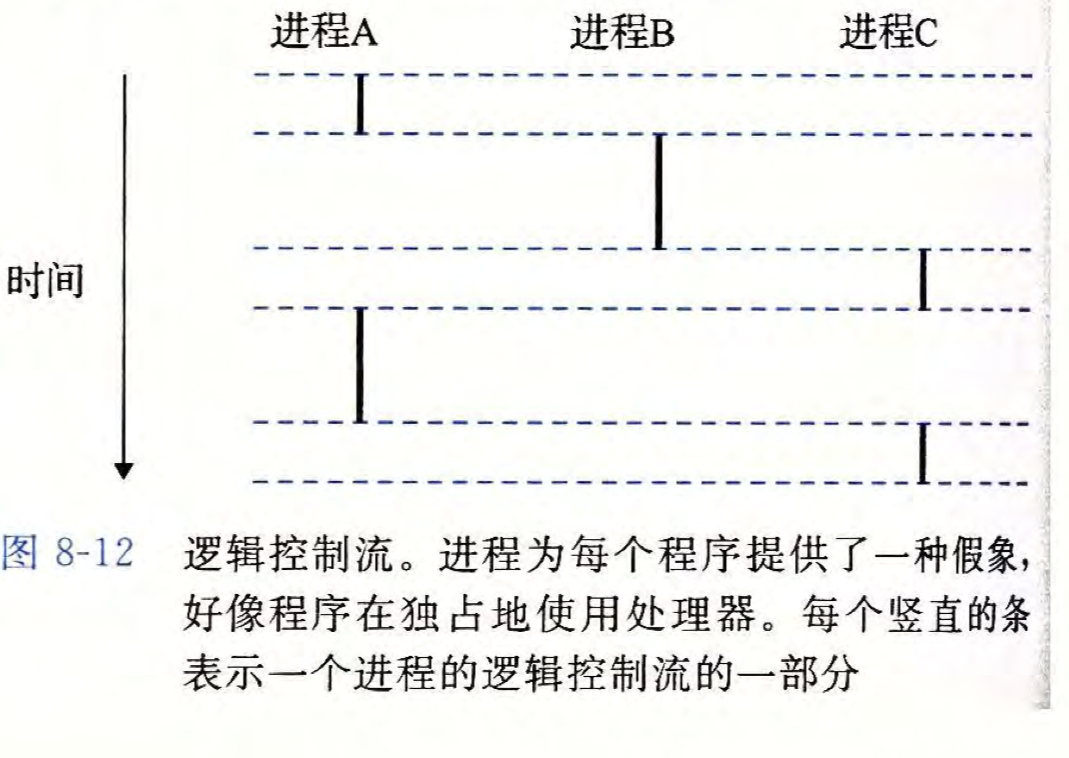 进程A 进程B 进程C
时间
图 8-12 逻辑控制流。进程为每个程序提供了一种假象，
好像程序在独占地使用处理器。每个竖直的条
表示一个进程的逻辑控制流的一部分